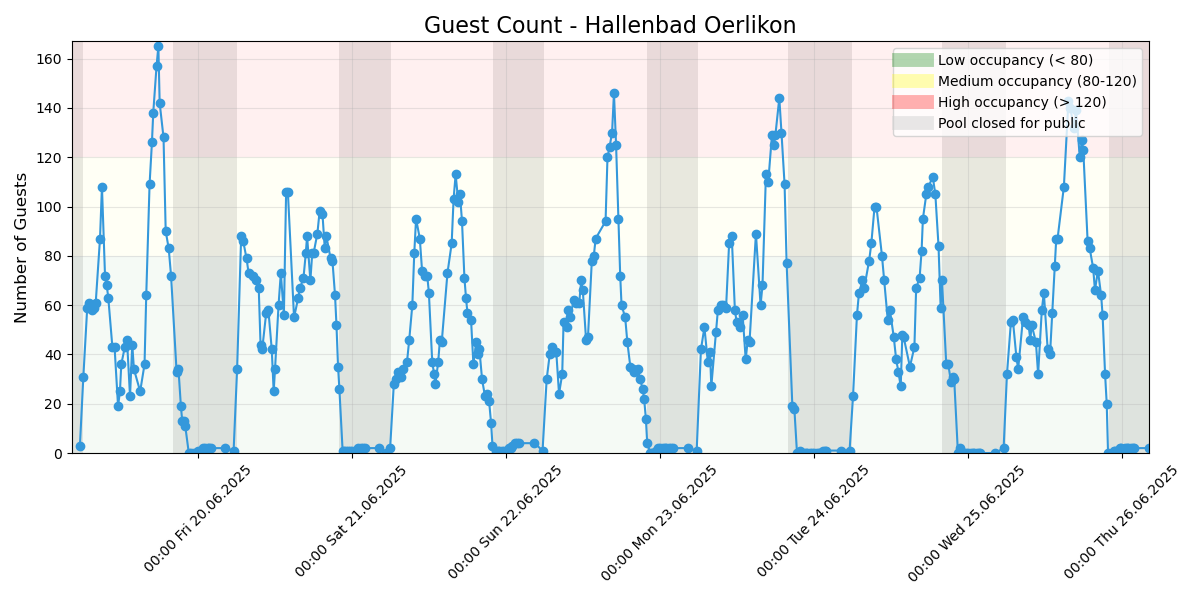 Guest Count - Hallenbad Oerlikon
Low occupancy (< 80)
Medium occupancy (80-120)
High occupancy (> 120)
Pool closed for public
Number of Guests
160
140
120
100
80
60
40
20
0
00:00 Fri 20.06.2025
00:00 Sat 21.06.2025
00:00 Sun 22.06.2025
00:00 Mon 23.06.2025
00:00 Tue 24.06.2025
00:00 Wed 25.06.2025
00:00 Thu 26.06.2025